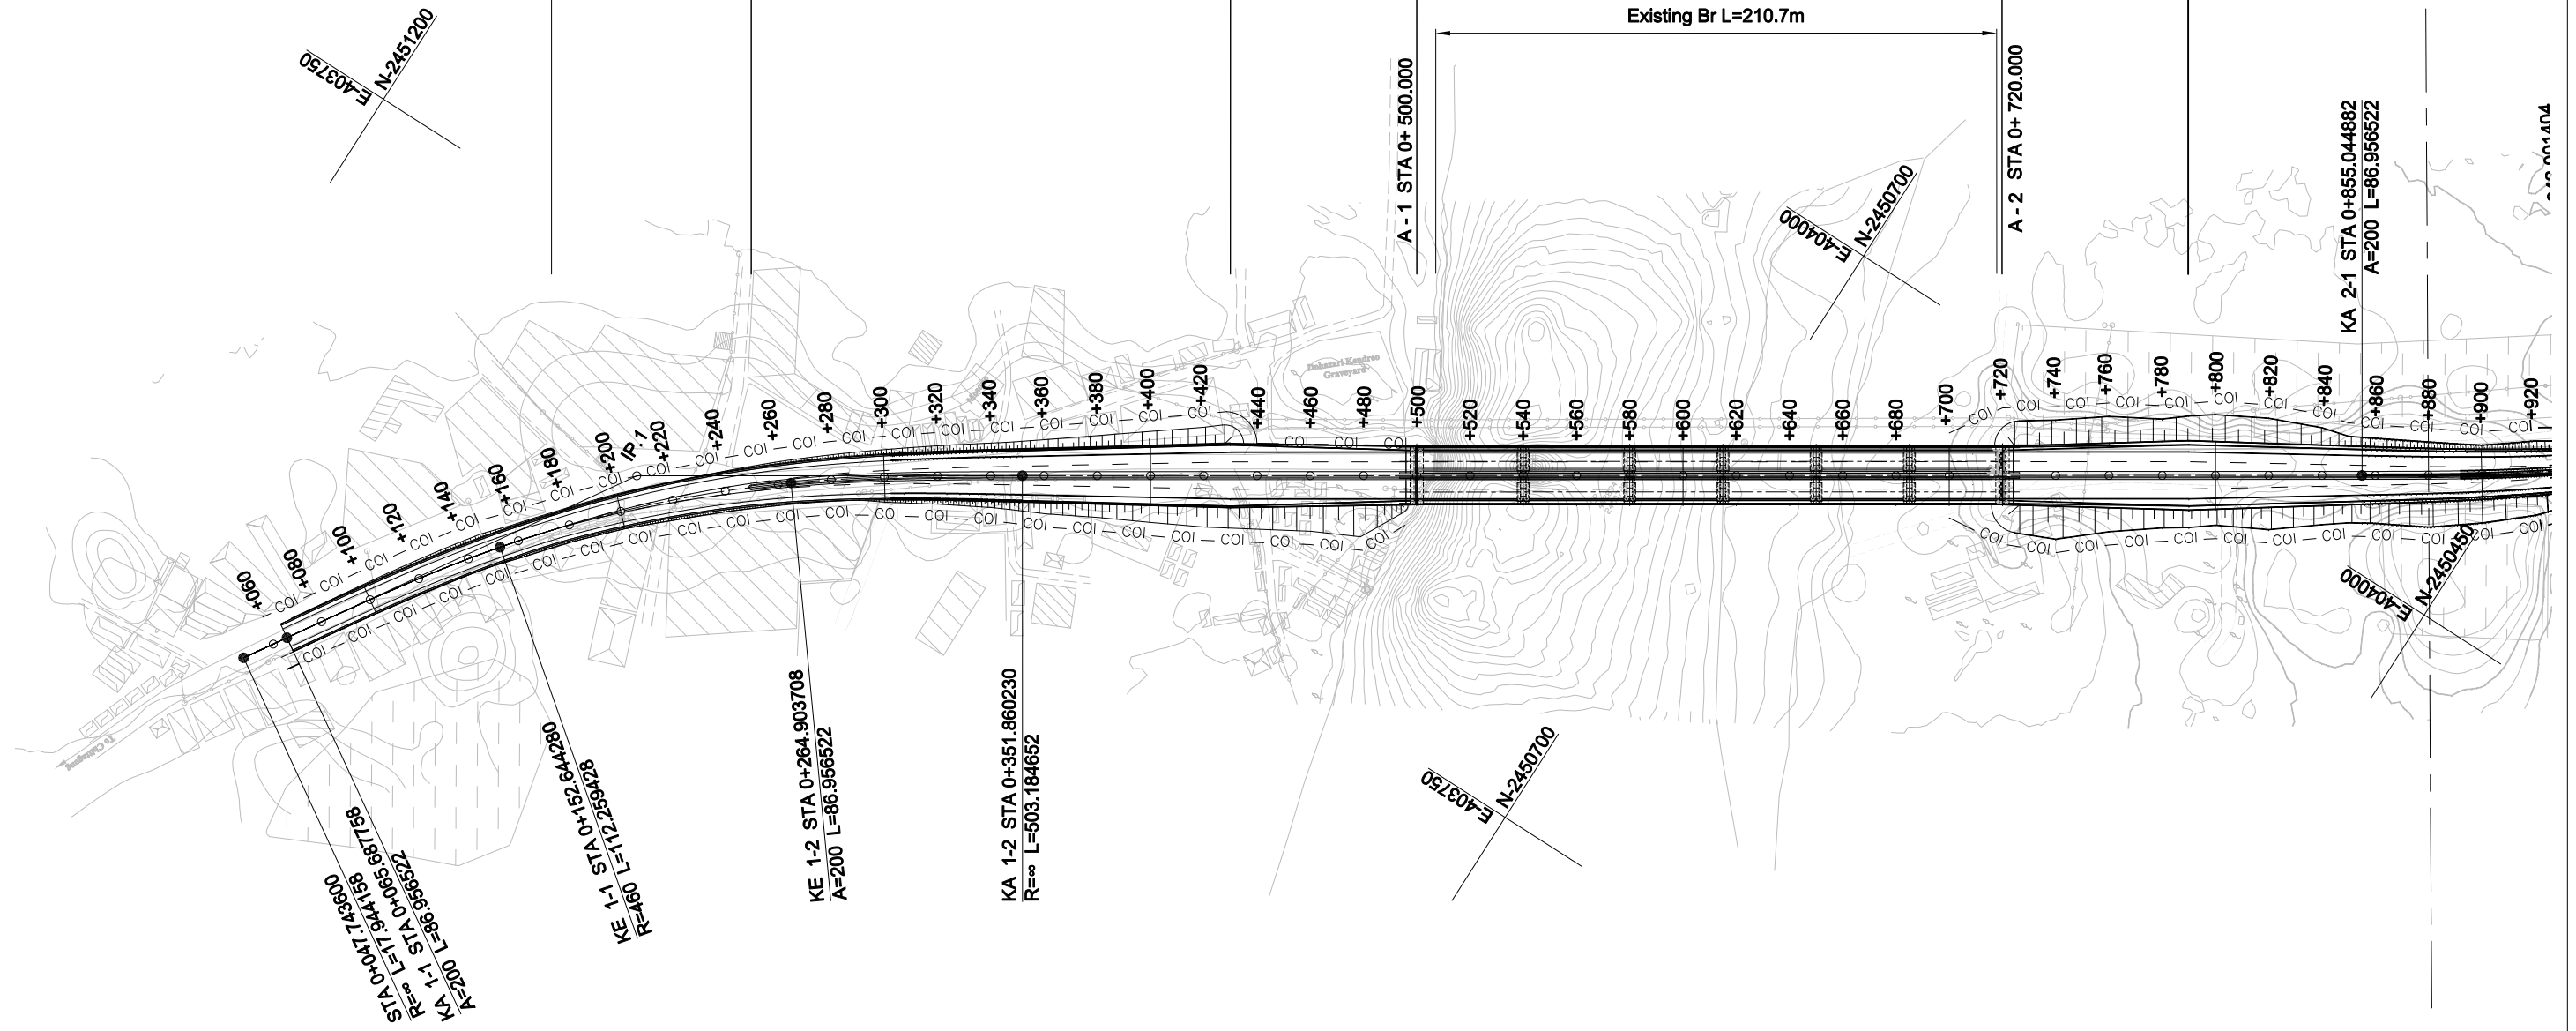 Existing Br L=210.7m
E-403750
N-2451200
A - 1 STA 0+ 500.000
A - 2 STA 0+ 720.000
E-404000
N-2450700
KA 2-1 STA 0+855.044882
A=200 L=86.956522
Dohazari Kendreo
Graveyard
IP.1
+060
+080
+100
+120
+140
+160
+180
+200
+220
+240
+260
+280
+300
+320
+340
+360
+380
+400
+420
+440
+460
+480
+500
+520
+540
+560
+580
+600
+620
+640
+660
+680
+700
+720
+740
+760
+780
+800
+820
+840
+860
+880
+900
+920
COI
E-404000
N-2450450
E-403750
N-2450700
To Chittagong
STA 0+047.743600
R=∞ L=17.944158
KA 1-1 STA 0+065.687758
A=200 L=86.956522
KE 1-1 STA 0+152.644280
R=460 L=112.259428
KE 1-2 STA 0+264.903708
A=200 L=86.956522
KA 1-2 STA 0+351.860230
R=∞ L=503.184652